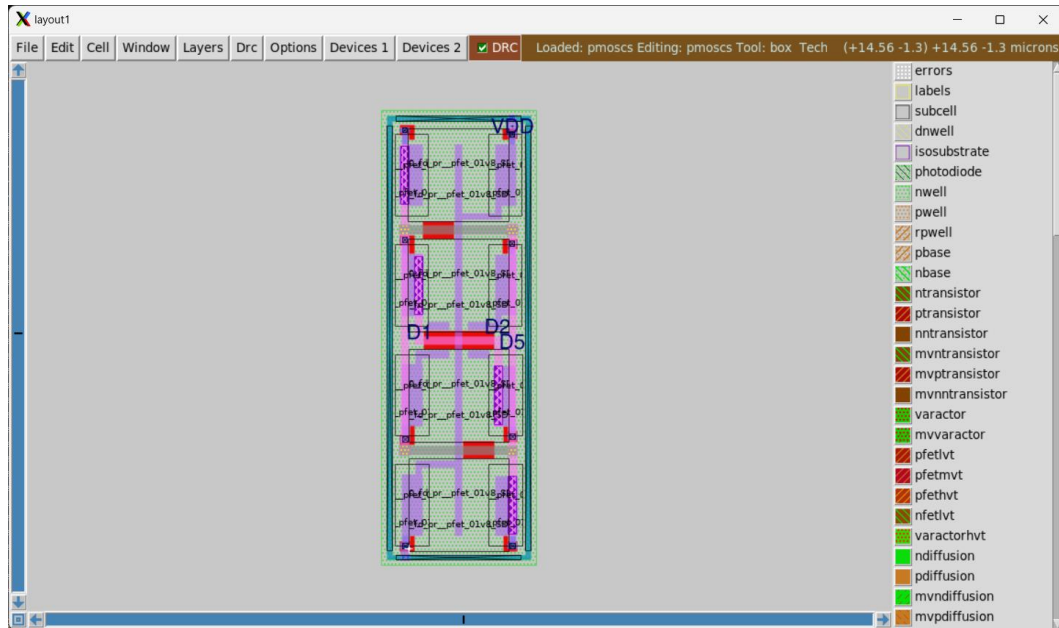 layout1
File Edit Cell Window Layers Drc Options Devices 1 Devices 2 DRC Loaded: pmoscs Editing: pmoscs Tool: box Tech (+14.56 -1.3) +14.56 -1.3 microns
errors
labels
subcell
dnwell
isosubstrate
photodiode
nwell
pwell
rpwell
pbase
nbase
ntransistor
ptransistor
nntransistor
mvntransistor
mvptransistor
mvnntransistor
varactor
mvvaractor
pfetlvt
pfetmvt
pfethvt
nfetlvt
varactorhvt
ndiffusion
pdiffusion
mvndiffusion
mvpdiffusion
VDD
D1
D2
D5